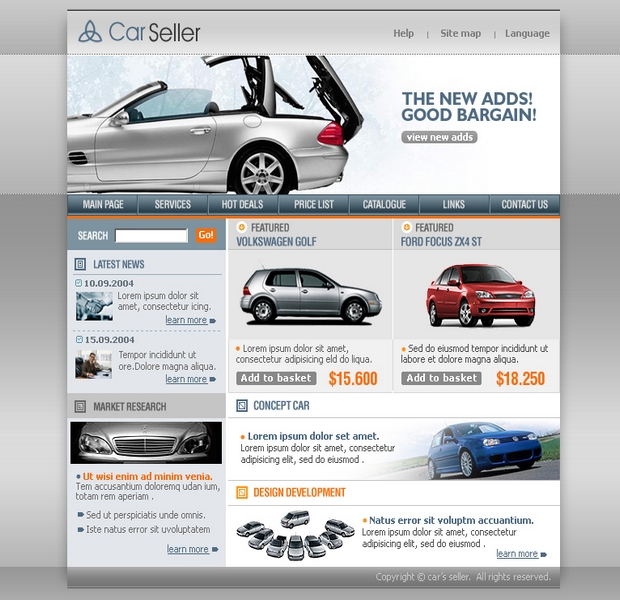 Car Seller
Help | Site map | Language
THE NEW ADDS!
GOOD BARGAIN!
view new adds
MAIN PAGE
SERVICES
HOT DEALS
PRICE LIST
CATALOGUE
LINKS
CONTACT US
SEARCH
Go!
LATEST NEWS
10.09.2004
Lorem ipsum dolor sit
amet, consectetur icing.
learn more
15.09.2004
Tempor incididunt ut
ore.Dolore magna aliqua.
learn more
MARKET RESEARCH
Ut wisi enim ad minim venia.
Tem accusantium doloremq udan ium,
totam rem aperiam .
Sed ut perspiciatis unde omnis.
Iste natus error sit uvoluptatem
learn more
FEATURED
VOLKSWAGEN GOLF
Lorem ipsum dolor sit amet,
consectetur adipiscing eld do liqua.
Add to basket
$15.600
FEATURED
FORD FOCUS ZX4 ST
Sed do eiusmod tempor incididunt ut
labore et dolore magna aliqua.
Add to basket
$18.250
CONCEPT CAR
Lorem ipsum dolor set amet.
Lorem ipsum dolor sit amet, consectetur
adipisicing elit, sed do eiusmod .
DESIGN DEVELOPMENT
Natus error sit voluptm accuantium.
Lorem ipsum dolor sit amet, consectetur
adipisicing elit, sed do eiusmod .
learn more
Copyright © car's seller. All rights reserved.